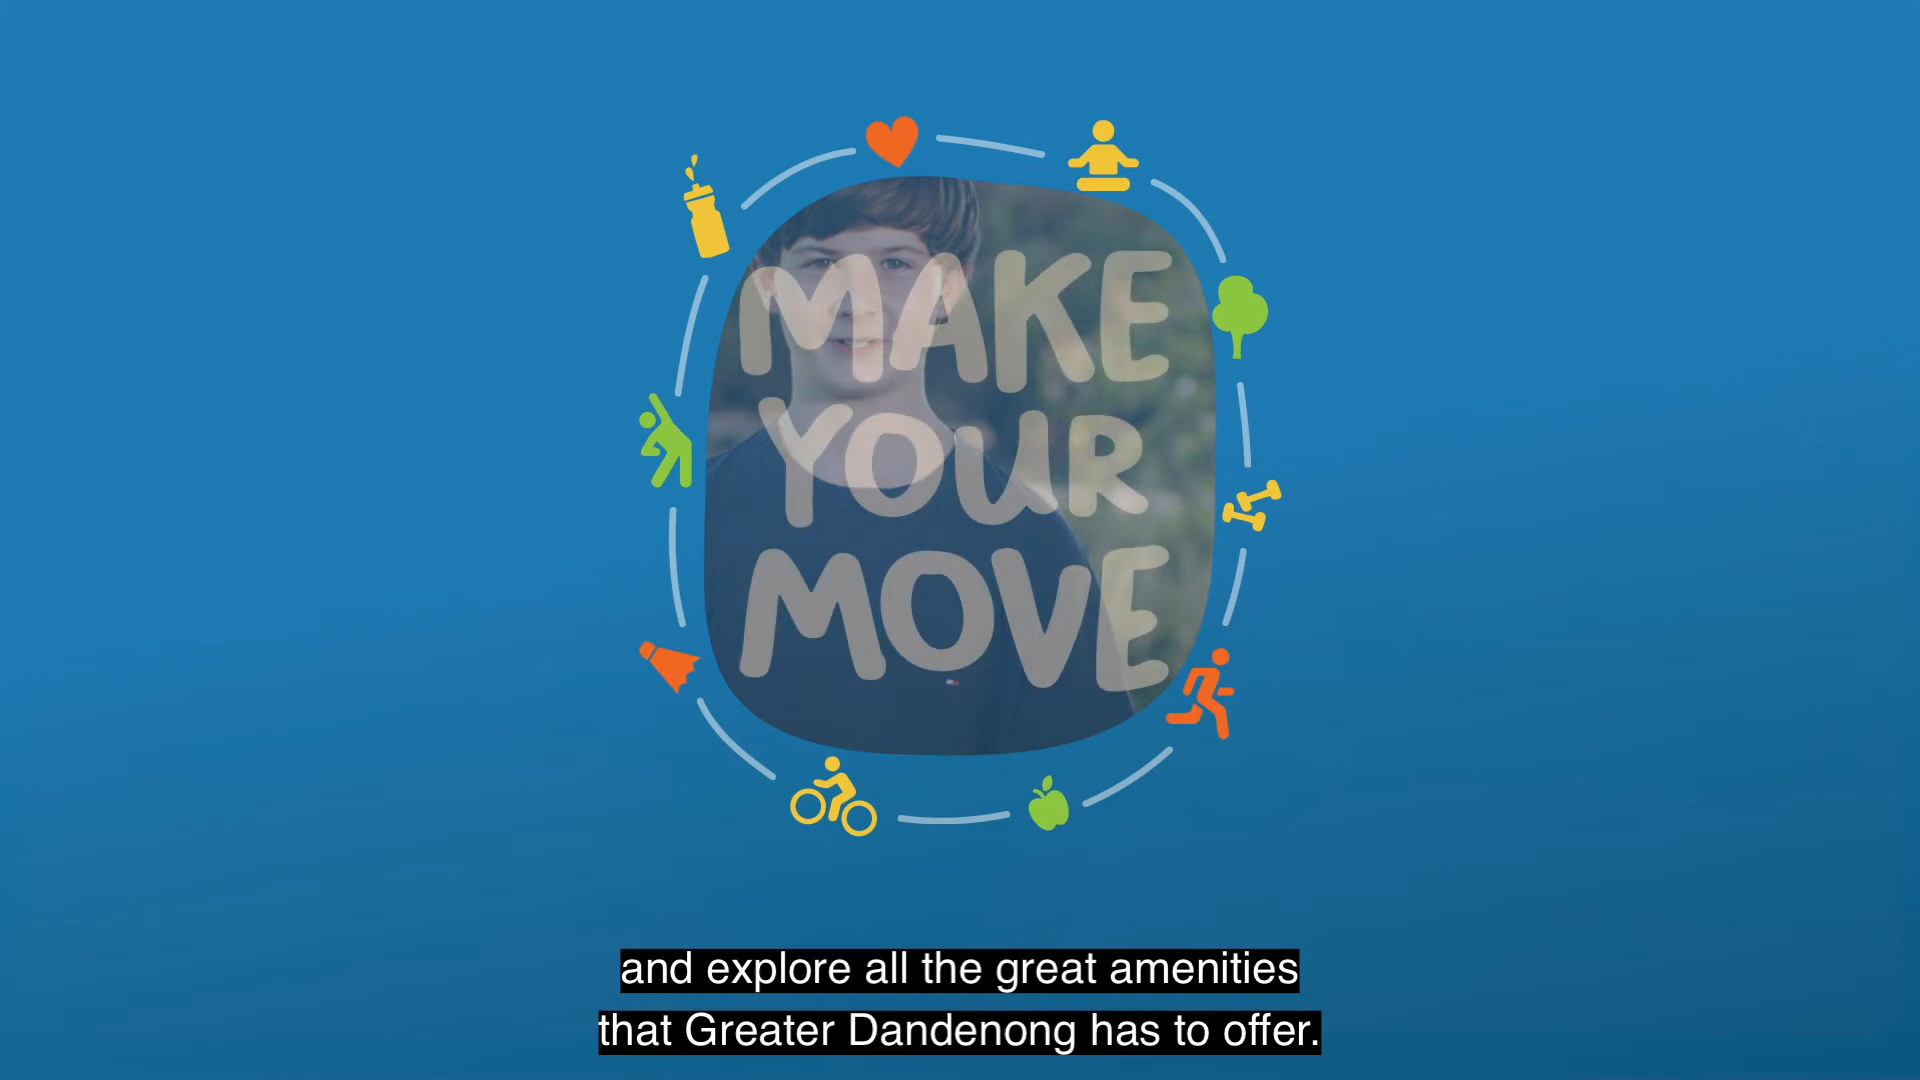 MAKE
YOUR
MOVE
and explore all the great amenities
that Greater Dandenong has to offer.